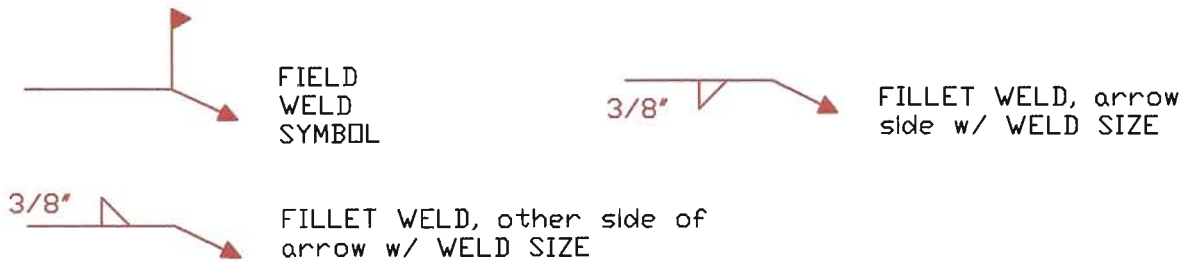 FIELD
WELD
SYMBOL
3/8"
FILLET WELD, arrow
side w/ WELD SIZE
3/8"
FILLET WELD, other side of
arrow w/ WELD SIZE